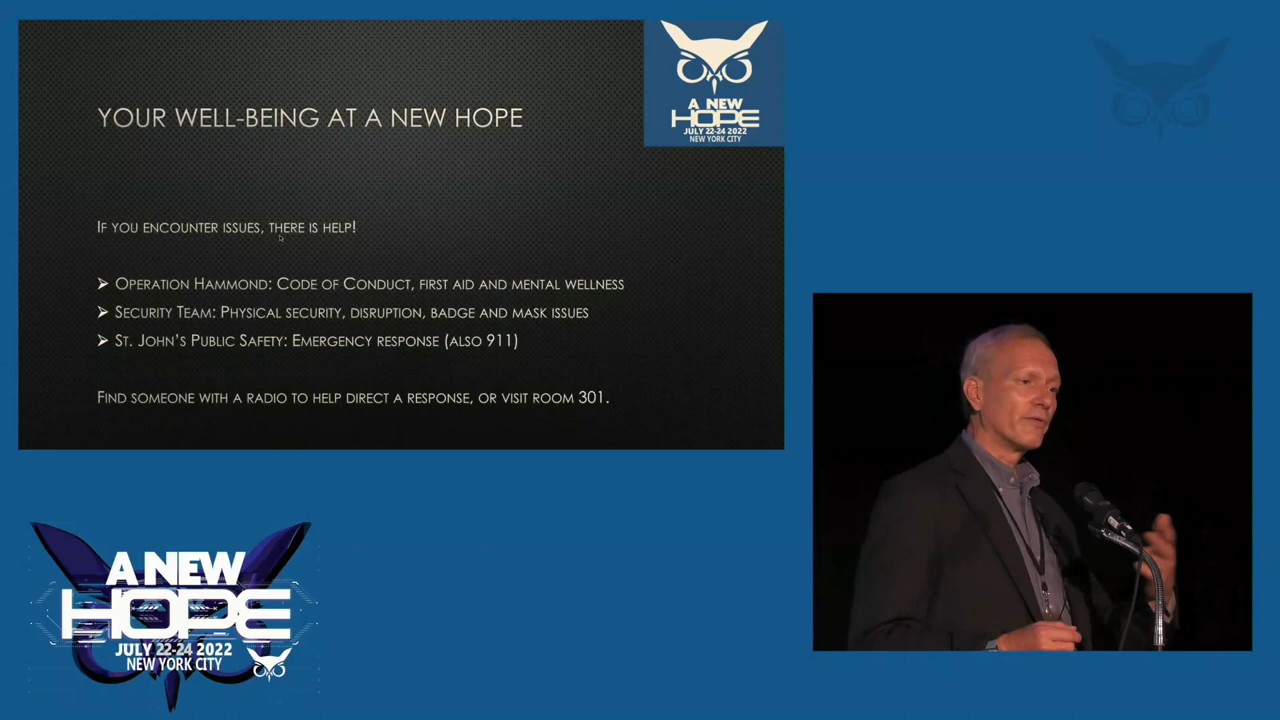 YOUR WELL-BEING AT A NEW HOPE
A NEW
HOPE
JULY 22-24 2022
NEW YORK CITY
IF YOU ENCOUNTER ISSUES, THERE IS HELP!
➢ OPERATION HAMMOND: CODE OF CONDUCT, FIRST AID AND MENTAL WELLNESS
➢ SECURITY TEAM: PHYSICAL SECURITY, DISRUPTION, BADGE AND MASK ISSUES
➢ ST. JOHN'S PUBLIC SAFETY: EMERGENCY RESPONSE (ALSO 911)
FIND SOMEONE WITH A RADIO TO HELP DIRECT A RESPONSE, OR VISIT ROOM 301.
A NEW
HOPE
JULY 22-24 2022
NEW YORK CITY